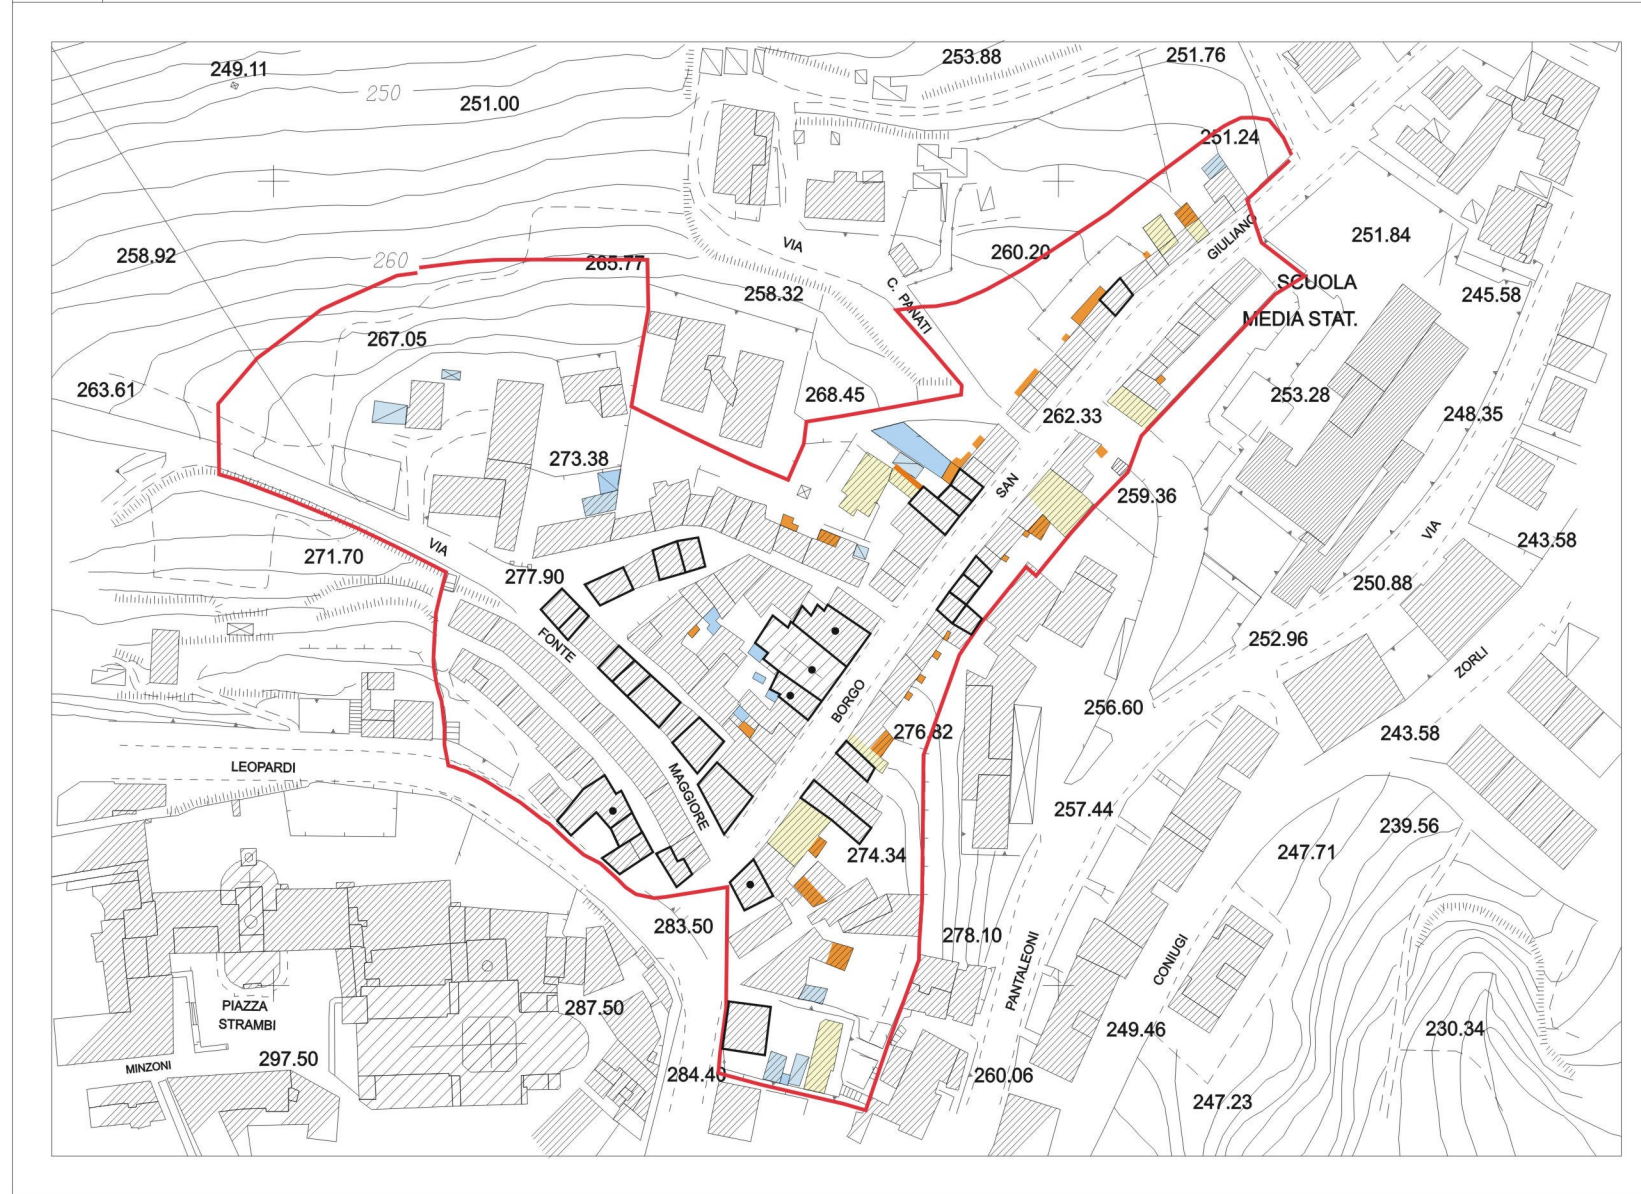 253.88
251.76
249.11
250
251.00
251.24
251.84
VIA
GIULIANO
260.20
258.92
260
265.77
258.32
SCUOLA
245.58
C. PANATI
MEDIA STAT.
267.05
263.61
268.45
253.28
262.33
248.35
273.38
SAN
259.36
VIA
243.58
VIA
271.70
277.90
250.88
FONTE
252.96
ZORLI
BORGO
256.60
276.82
243.58
LEOPARDI
MAGGIORE
257.44
239.56
274.34
247.71
283.50
278.10
PANTALEONI
CONIUGI
PIAZZA
STRAMBI
287.50
249.46
230.34
297.50
MINZONI
284.40
260.06
247.23